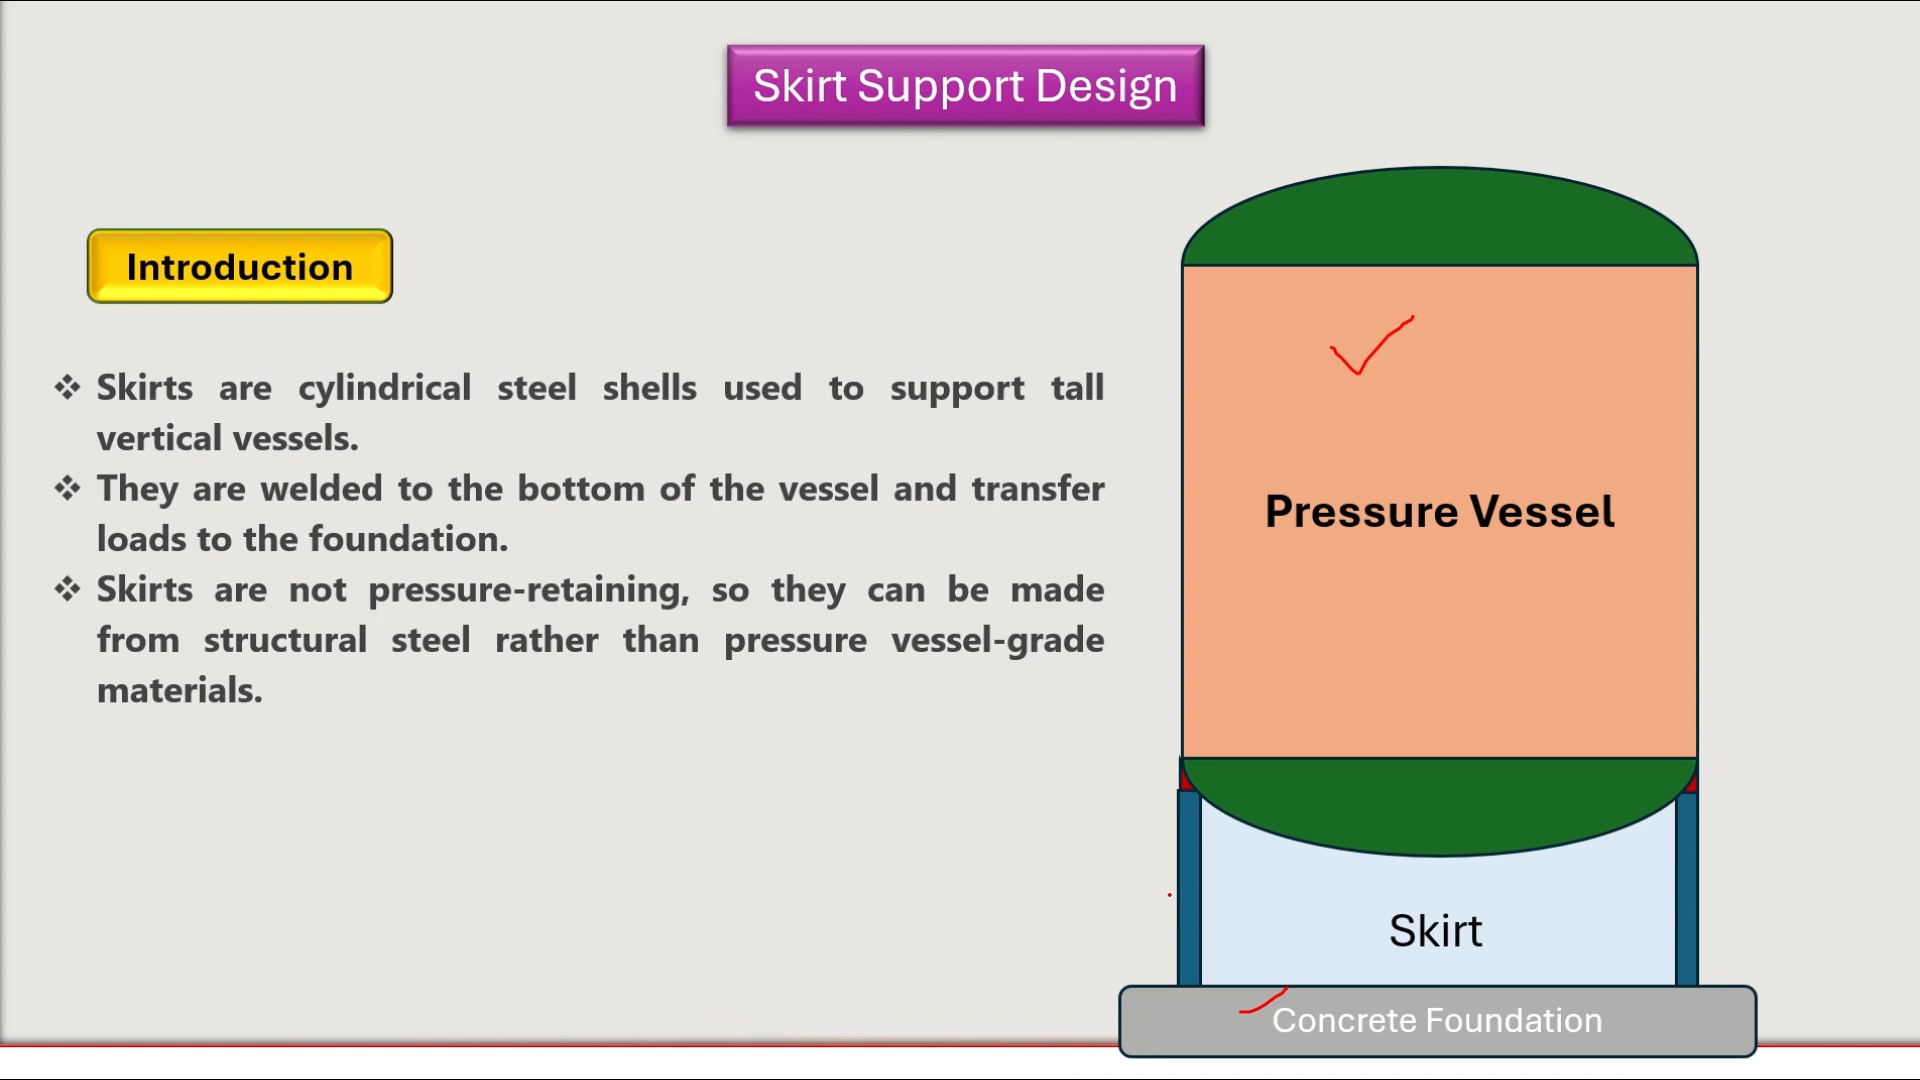 Skirt Support Design
Introduction
❖ Skirts are cylindrical steel shells used to support tall
vertical vessels.
❖ They are welded to the bottom of the vessel and transfer
loads to the foundation.
❖ Skirts are not pressure-retaining, so they can be made
from structural steel rather than pressure vessel-grade
materials.
Pressure Vessel
Skirt
Concrete Foundation